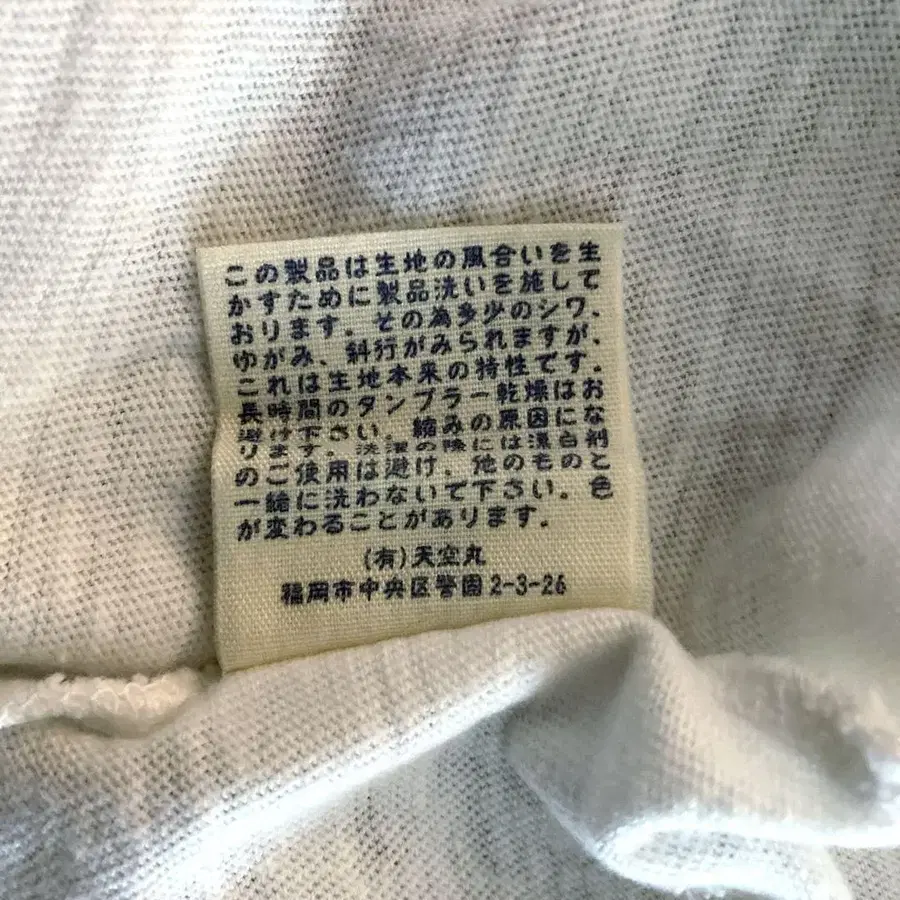 この製品は生地の風合いを生
かすために製品洗いを施して
おります。その為多少のシワ、
ゆがみ、斜行がみられますが、
これは生地本来の特性です。
長時間のタンブラー乾燥はお
避け下さい。縮みの原因にな
ります。洗濯の際には漂白剤
のご使用は避け、他のものと
一緒に洗わないで下さい。色
が変わることがあります。
(有)天空丸
福岡市中央区警固2-3-26